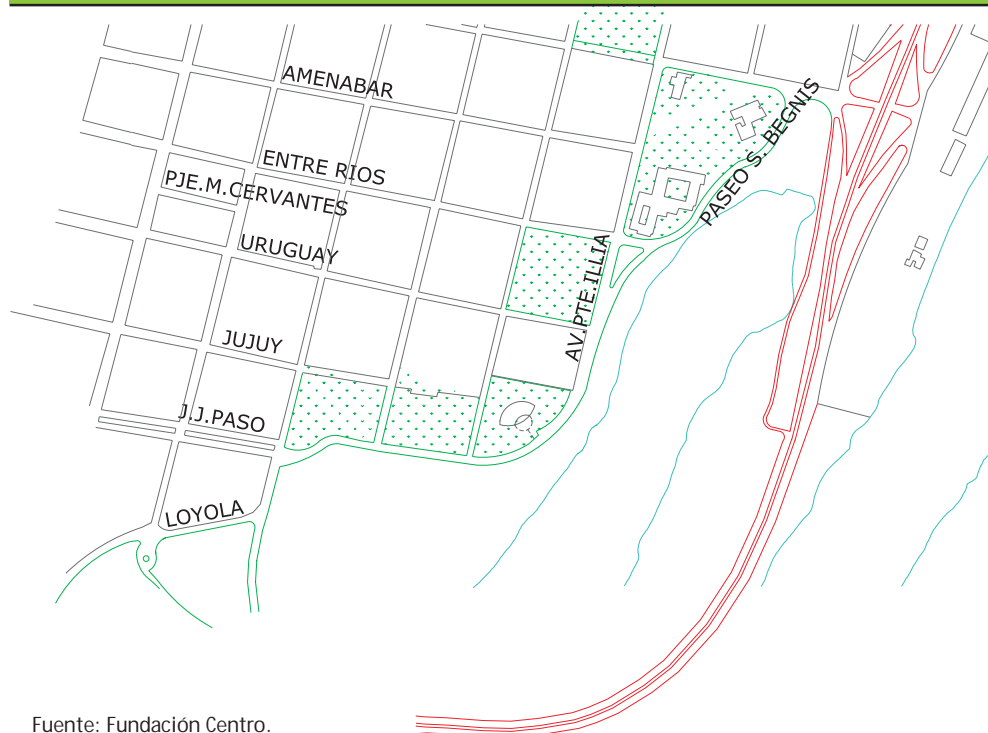 AMENABAR
ENTRE RIOS
PJE.M.CERVANTES
URUGUAY
JUJUY
J.J.PASO
LOYOLA
AV.PTE.ILLIA
PASEO S. BEGNIS
Fuente: Fundación Centro.